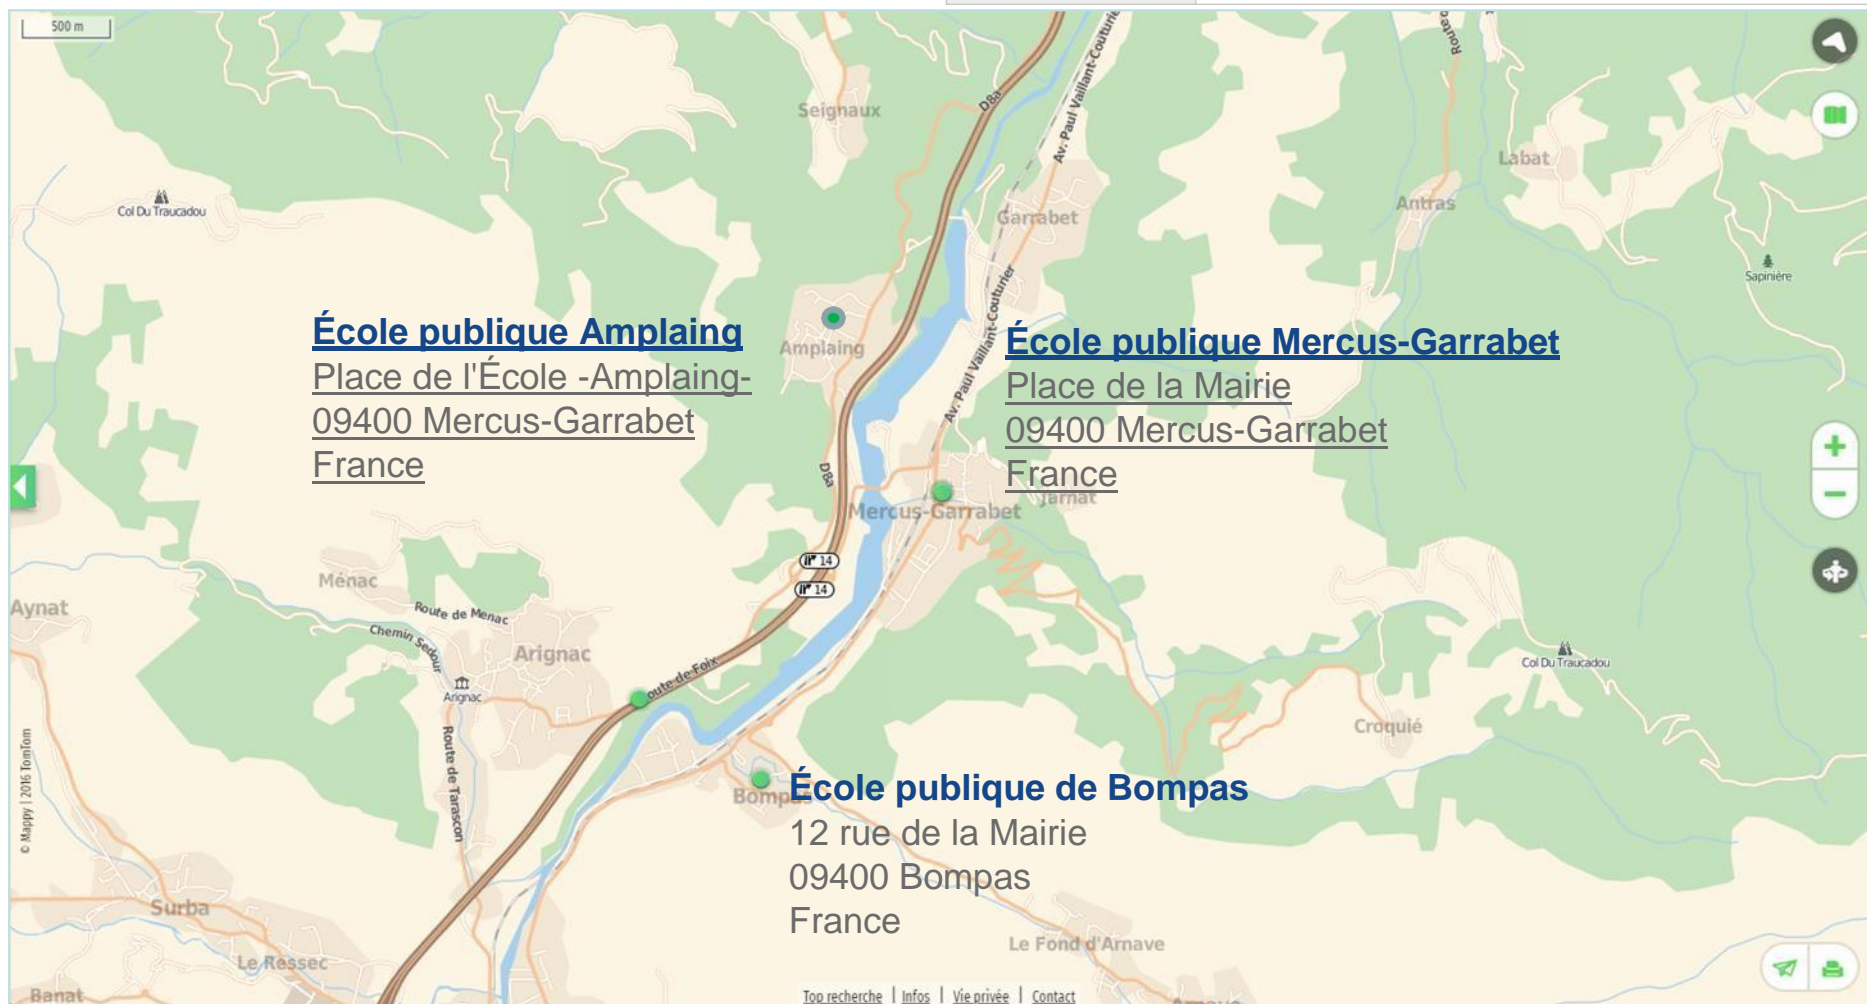 500 m
Seignaux
D8a
Av. Paul Vaillant-Couturier
Labat
Col Du Traucadou
Garrabet
Antras
Sapinière
École publique Amplaing
Place de l'École -Amplaing-
09400 Mercus-Garrabet
France
Amplaing
Av. Paul Vaillant-Couturier
École publique Mercus-Garrabet
Place de la Mairie
09400 Mercus-Garrabet
France
D8a
Jarnat
Mercus-Garrabet
14
14
Ménac
Aynat
Route de Menac
Chemin Sedour
Arignac
Arignac
Col Du Traucadou
Croquié
Route de Tarascon
© Mappy | 2016 TomTom
École publique de Bompas
Bompas
12 rue de la Mairie
09400 Bompas
France
Surba
Le Fond d'Arnave
Le Ressec
Banat
Top recherche | Infos | Vie privée | Contact